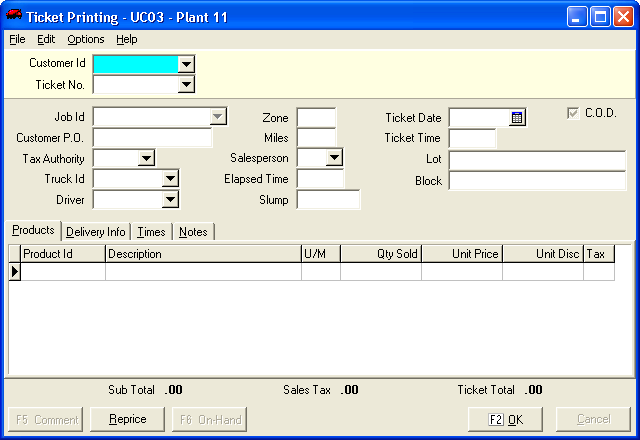 Ticket Printing - UC03 - Plant 11
File Edit Options Help
Customer Id
Ticket No.
Job Id Zone Ticket Date C.O.D.
Customer P.O. Miles Ticket Time
Tax Authority Salesperson Lot
Truck Id Elapsed Time Block
Driver Slump
Products Delivery Info Times Notes
Product Id Description U/M Qty Sold Unit Price Unit Disc Tax
Sub Total .00 Sales Tax .00 Ticket Total .00
F5 Comment Reprice F6 On-Hand F2 OK Cancel